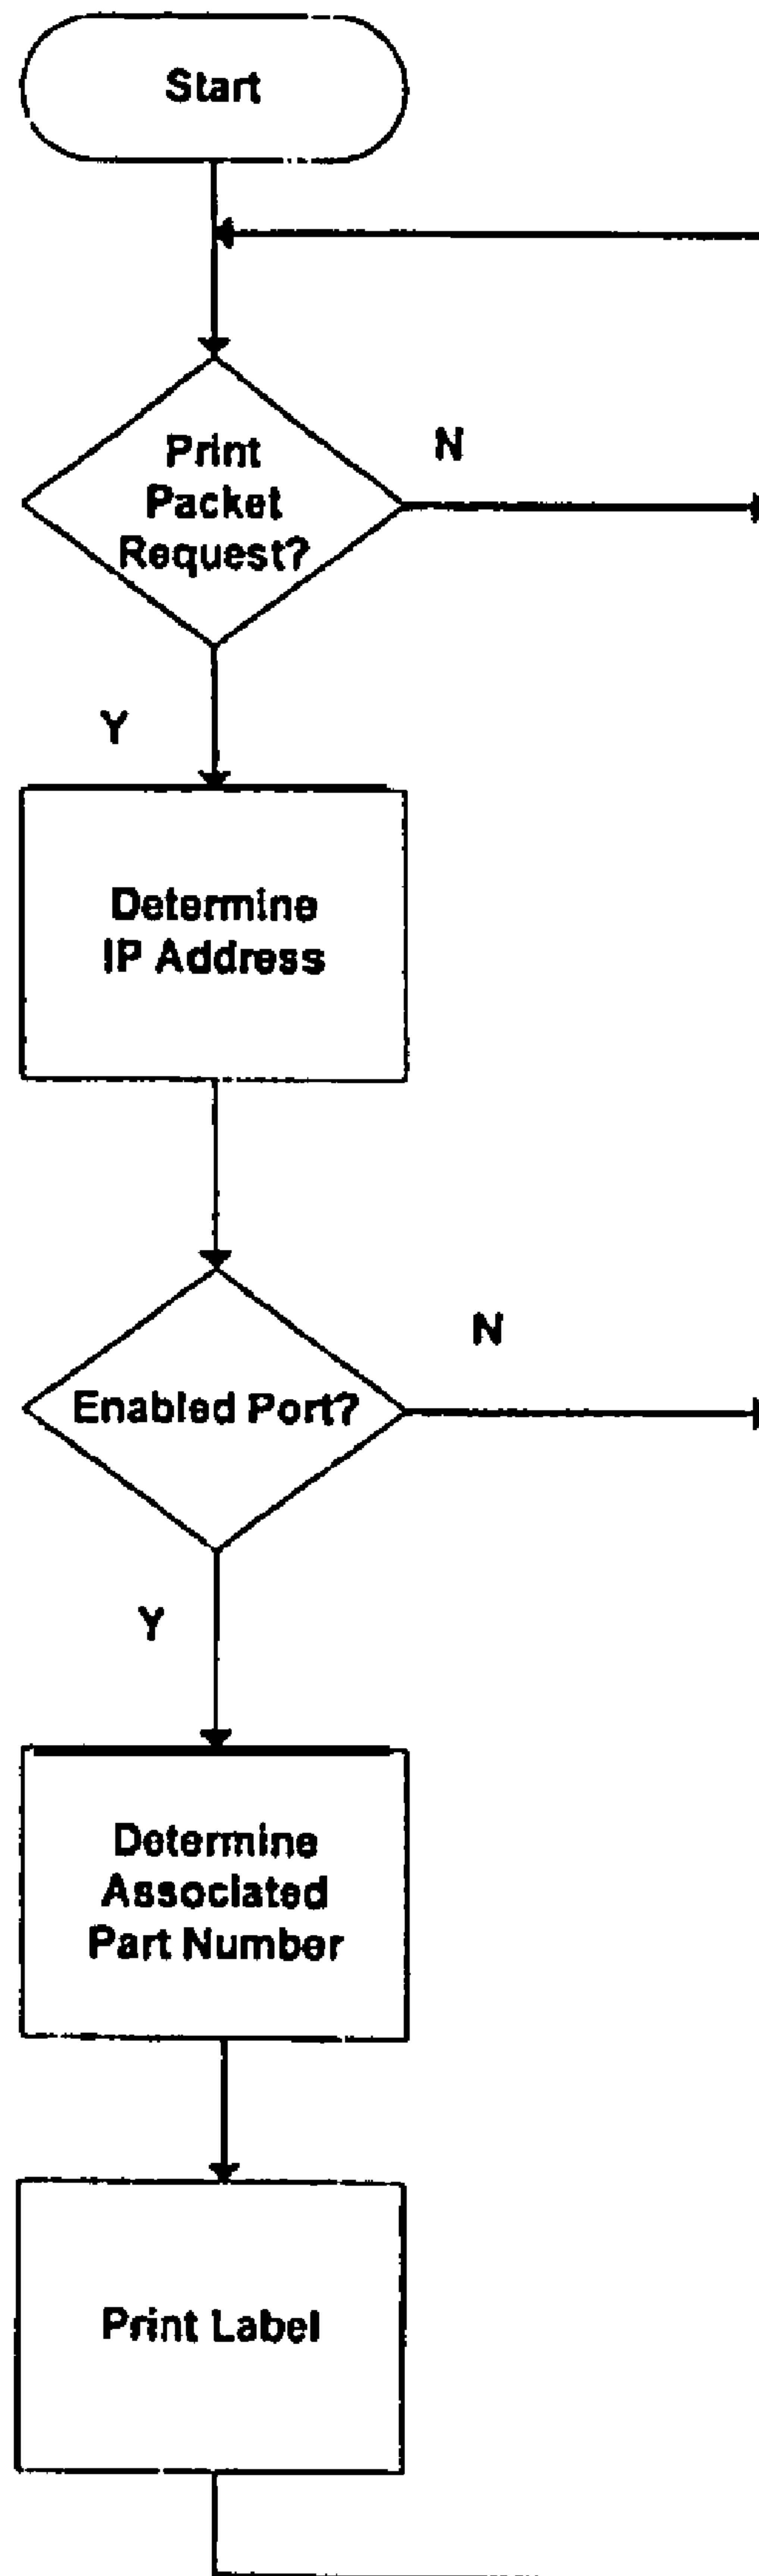 Start
Print
Packet
Request?
N
Y
Determine
IP Address
Enabled Port?
N
Y
Determine
Associated
Part Number
Print Label